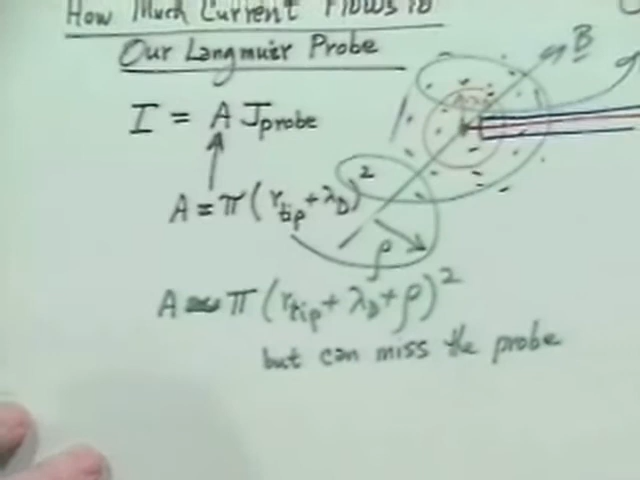 How Much Current Flows to
Our Langmuir Probe
B
I = A Jprobe
A = π(rtip+λD)²
ρ
A = π(rtip+λD+ρ)²
but can miss the probe